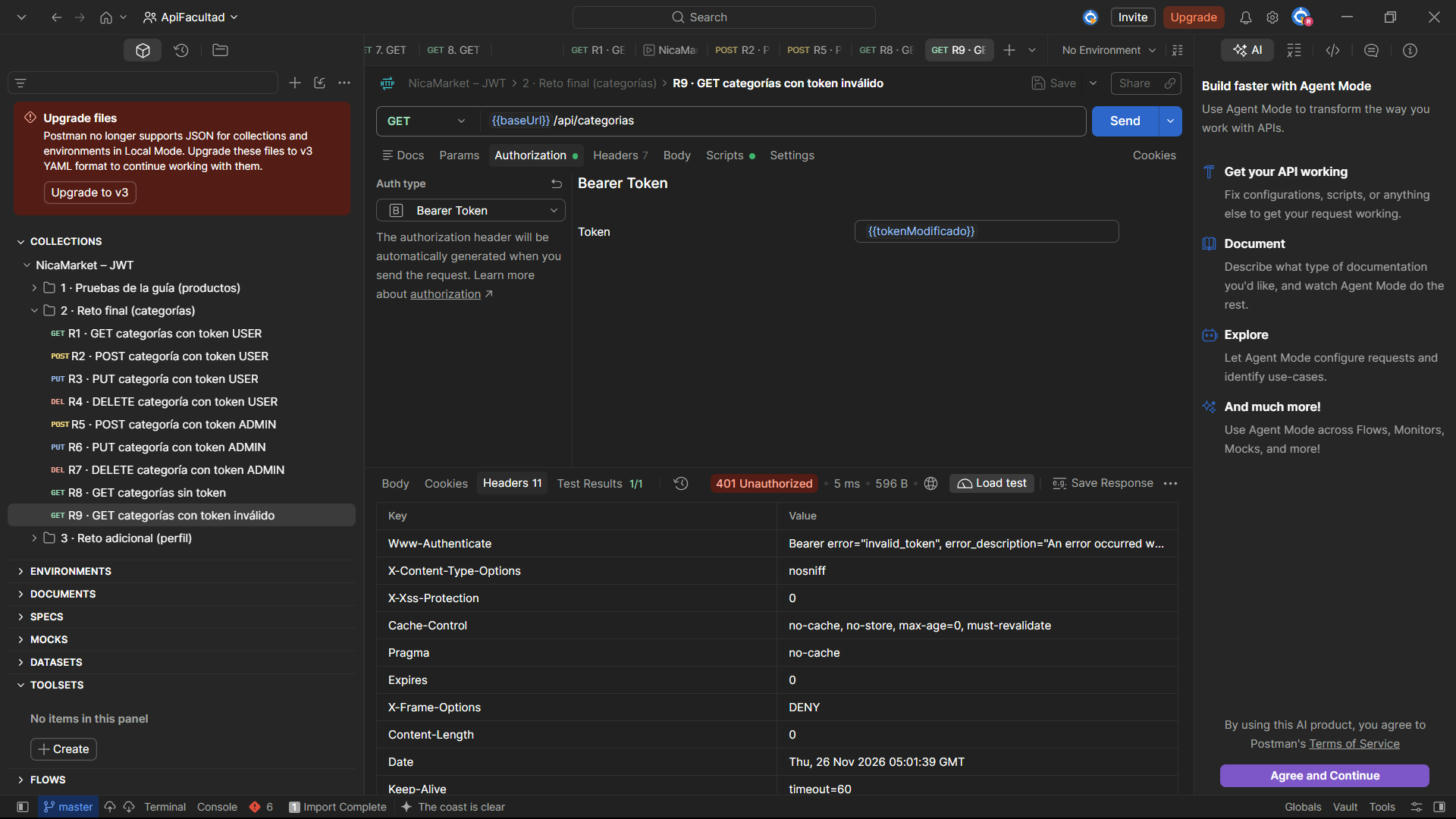 ApiFacultad
Search
Invite
Upgrade
ET 7. GET
GET 8. GET
GET R1 · GE
NicaMa
POST R2 · P
POST R5 · P
GET R8 · GE
GET R9 · GE
No Environment
AI
Upgrade files
Postman no longer supports JSON for collections and
environments in Local Mode. Upgrade these files to v3
YAML format to continue working with them.
Upgrade to v3
COLLECTIONS
NicaMarket – JWT
1 · Pruebas de la guía (productos)
2 · Reto final (categorías)
GET R1 · GET categorías con token USER
POST R2 · POST categoría con token USER
PUT R3 · PUT categoría con token USER
DEL R4 · DELETE categoría con token USER
POST R5 · POST categoría con token ADMIN
PUT R6 · PUT categoría con token ADMIN
DEL R7 · DELETE categoría con token ADMIN
GET R8 · GET categorías sin token
GET R9 · GET categorías con token inválido
3 · Reto adicional (perfil)
ENVIRONMENTS
DOCUMENTS
SPECS
MOCKS
DATASETS
TOOLSETS
No items in this panel
Create
FLOWS
NicaMarket – JWT > 2 · Reto final (categorías) > R9 · GET categorías con token inválido
Save
Share
GET
{{baseUrl}} /api/categorias
Send
Docs
Params
Authorization
Headers 7
Body
Scripts
Settings
Cookies
Auth type
B Bearer Token
The authorization header will be
automatically generated when you
send the request. Learn more
about authorization ↗
Bearer Token
Token
{{tokenModificado}}
Body
Cookies
Headers 11
Test Results 1/1
401 Unauthorized
5 ms
596 B
Load test
e.g. Save Response
Key Value
Www-Authenticate Bearer error="invalid_token", error_description="An error occurred w...
X-Content-Type-Options nosniff
X-Xss-Protection 0
Cache-Control no-cache, no-store, max-age=0, must-revalidate
Pragma no-cache
Expires 0
X-Frame-Options DENY
Content-Length 0
Date Thu, 26 Nov 2026 05:01:39 GMT
Keep-Alive timeout=60
Build faster with Agent Mode
Use Agent Mode to transform the way you
work with APIs.
Get your API working
Fix configurations, scripts, or anything
else to get your request working.
Document
Describe what type of documentation
you'd like, and watch Agent Mode do the
rest.
Explore
Let Agent Mode configure requests and
identify use-cases.
And much more!
Use Agent Mode across Flows, Monitors,
Mocks, and more!
By using this AI product, you agree to
Postman's Terms of Service
Agree and Continue
master
Terminal
Console
6
1 Import Complete
The coast is clear
Globals
Vault
Tools